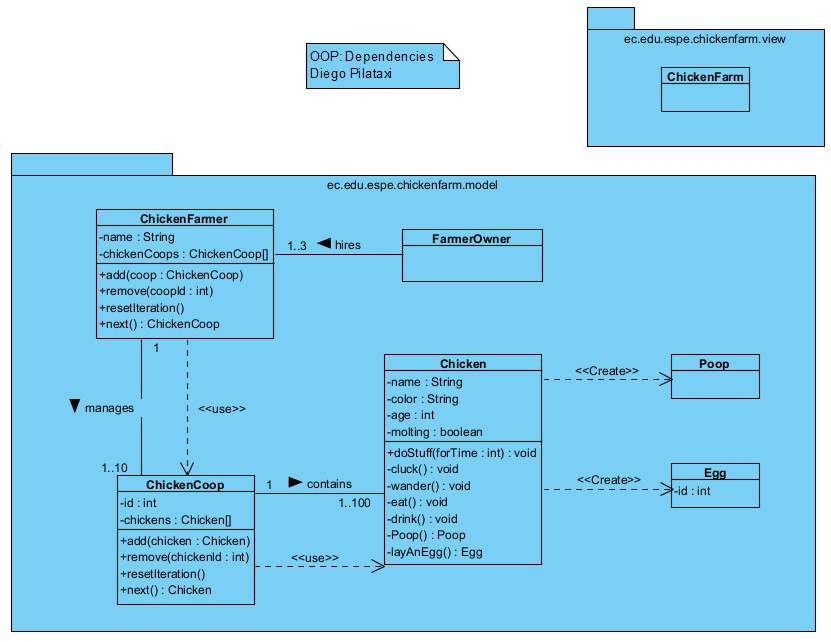 OOP: Dependencies
Diego Pilataxi
ec.edu.espe.chickenfarm.view
ChickenFarm
ec.edu.espe.chickenfarm.model
ChickenFarmer
-name : String
-chickenCoops : ChickenCoop[]
+add(coop : ChickenCoop)
+remove(coopId : int)
+resetIteration()
+next() : ChickenCoop
1..3
hires
FarmerOwner
1
manages
<<use>>
1..10
Chicken
-name : String
-color : String
-age : int
-molting : boolean
+doStuff(forTime : int) : void
-cluck() : void
-wander() : void
-eat() : void
-drink() : void
-Poop() : Poop
-layAnEgg() : Egg
<<Create>>
Poop
<<Create>>
Egg
-id : int
ChickenCoop
-id : int
-chickens : Chicken[]
+add(chicken : Chicken)
+remove(chickenId : int)
+resetIteration()
+next() : Chicken
1
contains
1..100
<<use>>